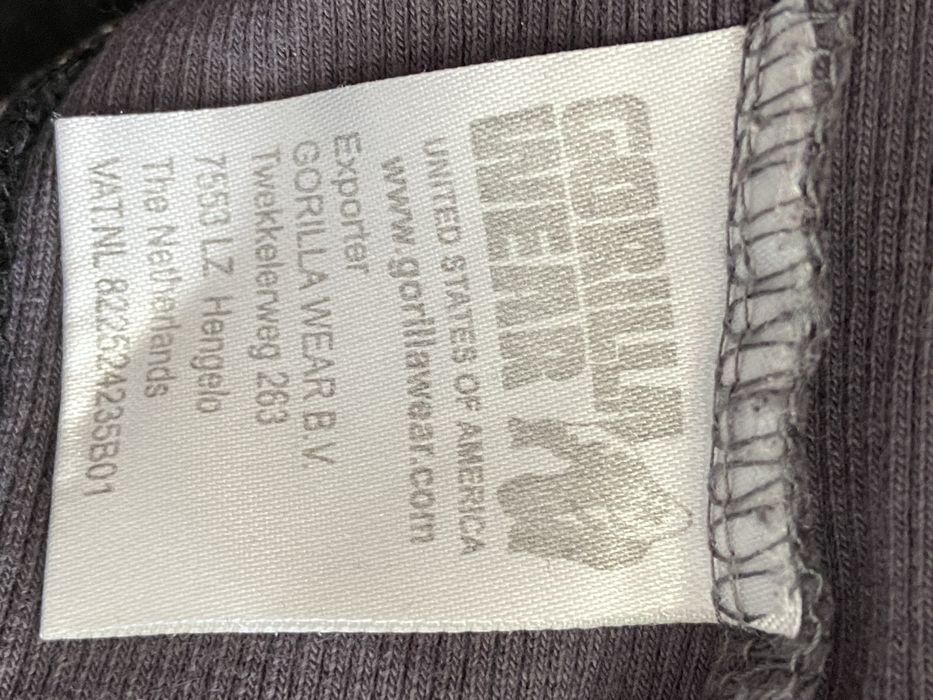 GORILLA
WEAR
UNITED STATES OF AMERICA
www.gorillawear.com
Exporter
GORILLA WEAR B.V.
Twekkelerweg 263
7553 LZ Hengelo
The Netherlands
VAT.NL 822524235B01